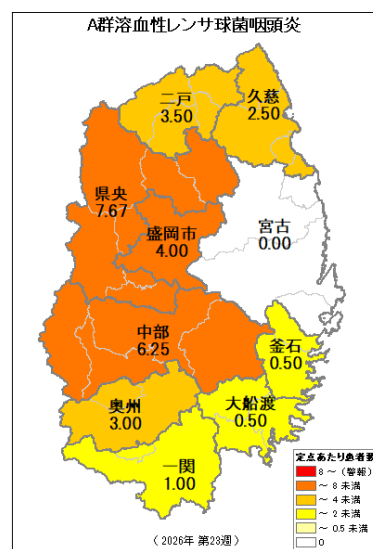 A群溶血性レンサ球菌咽頭炎
久慈
2.50
二戸
3.50
県央
7.67
盛岡市
4.00
宮古
0.00
中部
6.25
釜石
0.50
奥州
3.00
大船渡
0.50
一関
1.00
定点あたり患者数
8～（警報）
～8未満
～4未満
～2未満
～0.5未満
0
（2026年 第23週）